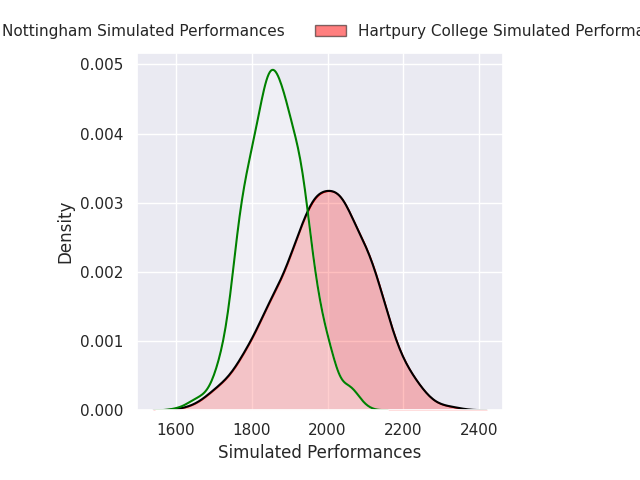 Nottingham Simulated Performances
Hartpury College Simulated Performa
0.005
0.004
0.003
0.002
0.001
0.000
Density
1600 1800 2000 2200 2400
Simulated Performances